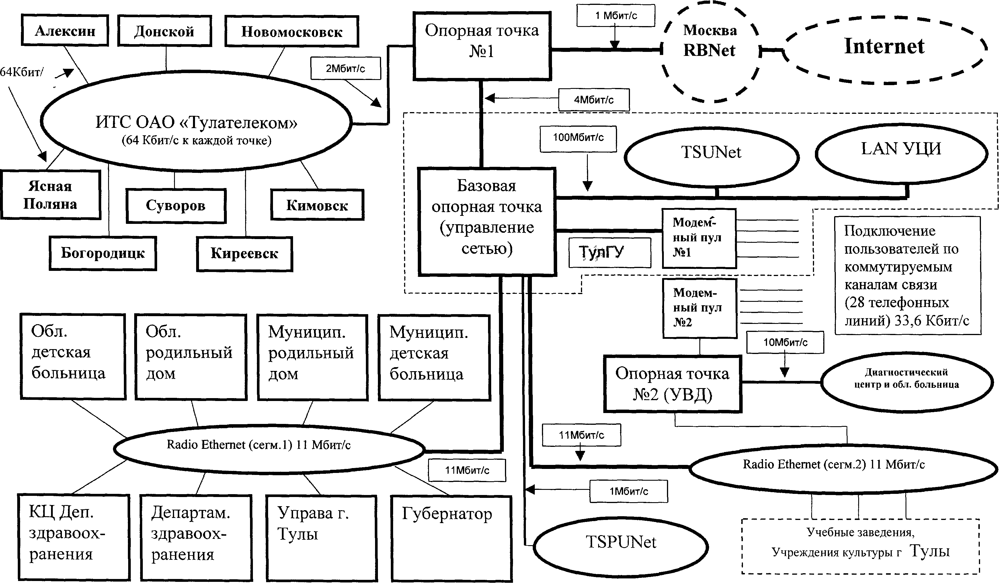 Алексин
Донской
Новомосковск
64Кбит/
2Мбит/с
Опорная точка
№1
1 Мбит/с
Москва
RBNet
Internet
4Мбит/с
ИТС ОАО «Тулателеком»
(64 Кбит/с к каждой точке)
100Мбит/с
TSUNet
LAN УЦИ
Ясная
Поляна
Суворов
Кимовск
Богородицк
Киреевск
Базовая
опорная точка
(управление
сетью)
ТулГУ
Модем-
ный пул
№1
Подключение
пользователей по
коммутируемым
каналам связи
(28 телефонных
линий) 33,6 Кбит/с
Модем-
ный пул
№2
Обл.
детская
больница
Обл.
родильный
дом
Муницип.
родильный
дом
Муницип.
детская
больница
10Мбит/с
Опорная точка
№2 (УВД)
Диагностический
центр и обл. больница
Radio Ethernet (сегм.1) 11 Мбит/с
11Мбит/с
11Мбит/с
Radio Ethernet (сегм.2) 11 Мбит/с
1Мбит/с
КЦ Деп.
здравоох-
ранения
Департам.
здравоох-
ранения
Управа г.
Тулы
Губернатор
TSPUNet
Учебные заведения,
Учреждения культуры г Тулы